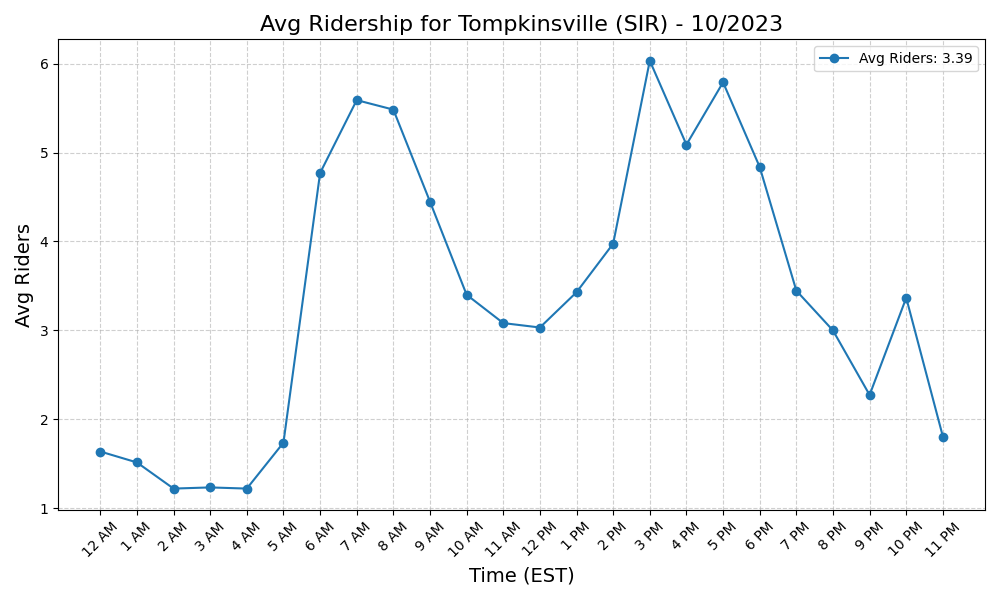 Avg Ridership for Tompkinsville (SIR) - 10/2023
Avg Riders: 3.39
Avg Riders
6
5
4
3
2
1
12 AM
1 AM
2 AM
3 AM
4 AM
5 AM
6 AM
7 AM
8 AM
9 AM
10 AM
11 AM
12 PM
1 PM
2 PM
3 PM
4 PM
5 PM
6 PM
7 PM
8 PM
9 PM
10 PM
11 PM
Time (EST)